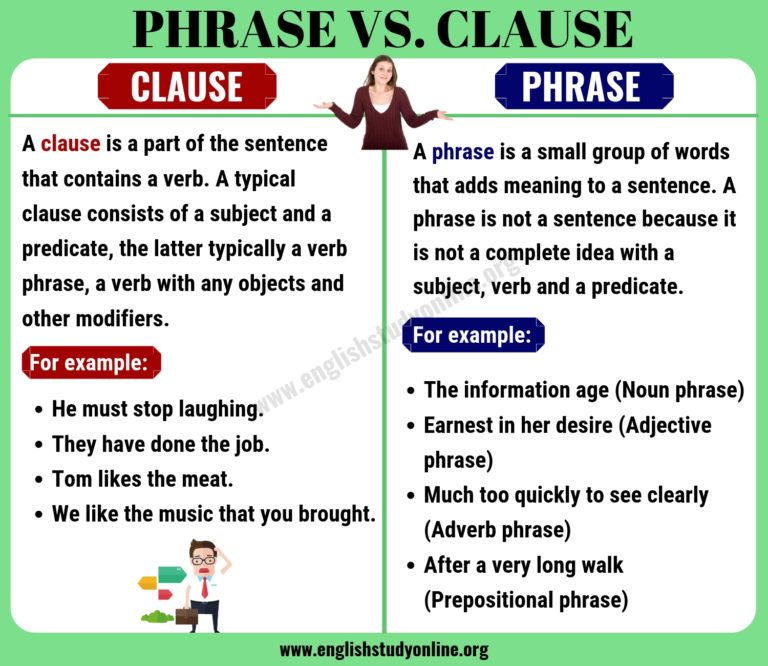 PHRASE VS. CLAUSE
CLAUSE
A clause is a part of the sentence
that contains a verb. A typical
clause consists of a subject and a
predicate, the latter typically a verb
phrase, a verb with any objects and
other modifiers.
For example:
• He must stop laughing.
• They have done the job.
• Tom likes the meat.
• We like the music that you brought.
PHRASE
A phrase is a small group of words
that adds meaning to a sentence. A
phrase is not a sentence because it
is not a complete idea with a
subject, verb and a predicate.
For example:
• The information age (Noun phrase)
• Earnest in her desire (Adjective
phrase)
• Much too quickly to see clearly
(Adverb phrase)
• After a very long walk
(Prepositional phrase)
www.englishstudyonline.org
www.englishstudyonline.org